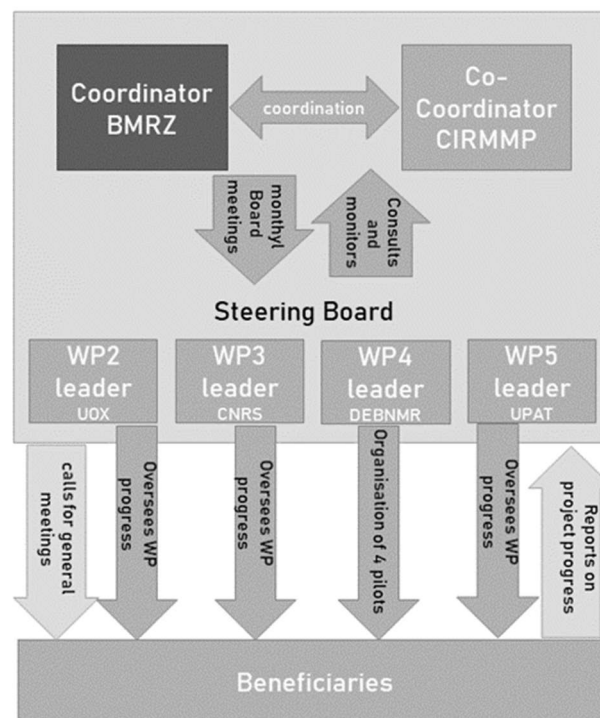 Coordinator
BMRZ
coordination
Co-
Coordinator
CIRMMP
monthyl
Board
meetings
Consults
and
monitors
Steering Board
WP2
leader
UOX
WP3
leader
CNRS
WP4
leader
DEBNMR
WP5
leader
UPAT
calls for general
meetings
Oversees WP
progress
Oversees WP
progress
Organisation of 4 pilots
Oversees WP
progress
Reports on
project progress
Beneficiaries